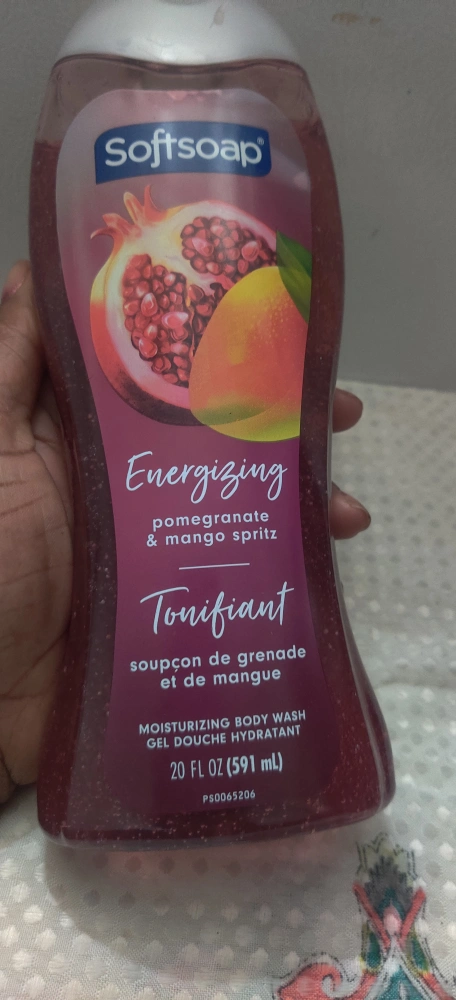 Softsoap®
Energizing
pomegranate
& mango spritz
Tonifiant
soupçon de grenade
et de mangue
MOISTURIZING BODY WASH
GEL DOUCHE HYDRATANT
20 FL OZ (591 mL)
PS0065206